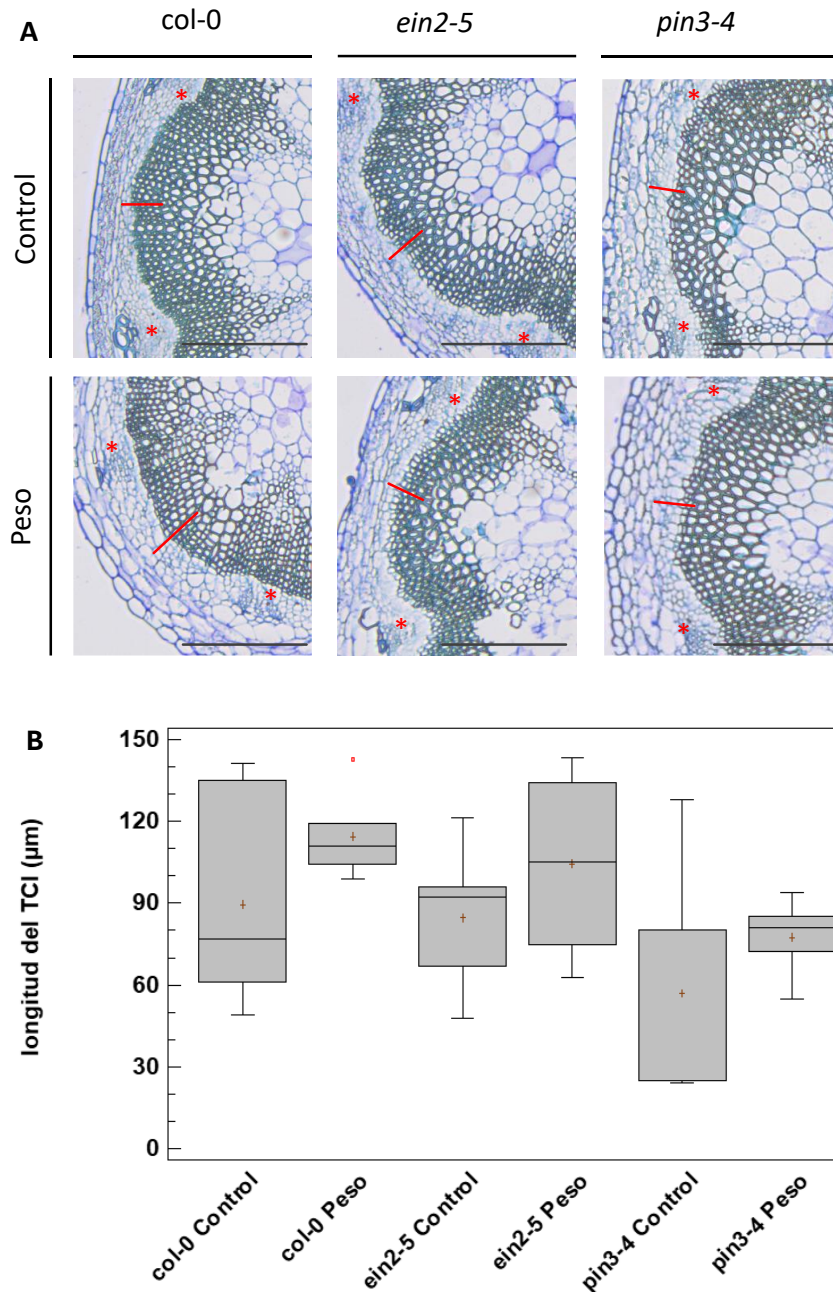 A
col-0
ein2-5
pin3-4
Control
*
*
*
*
*
*
Peso
*
*
*
*
*
*
B
longitud del TCI (µm)
150
120
90
60
30
0
col-0 Control
col-0 Peso
ein2-5 Control
ein2-5 Peso
pin3-4 Control
pin3-4 Peso